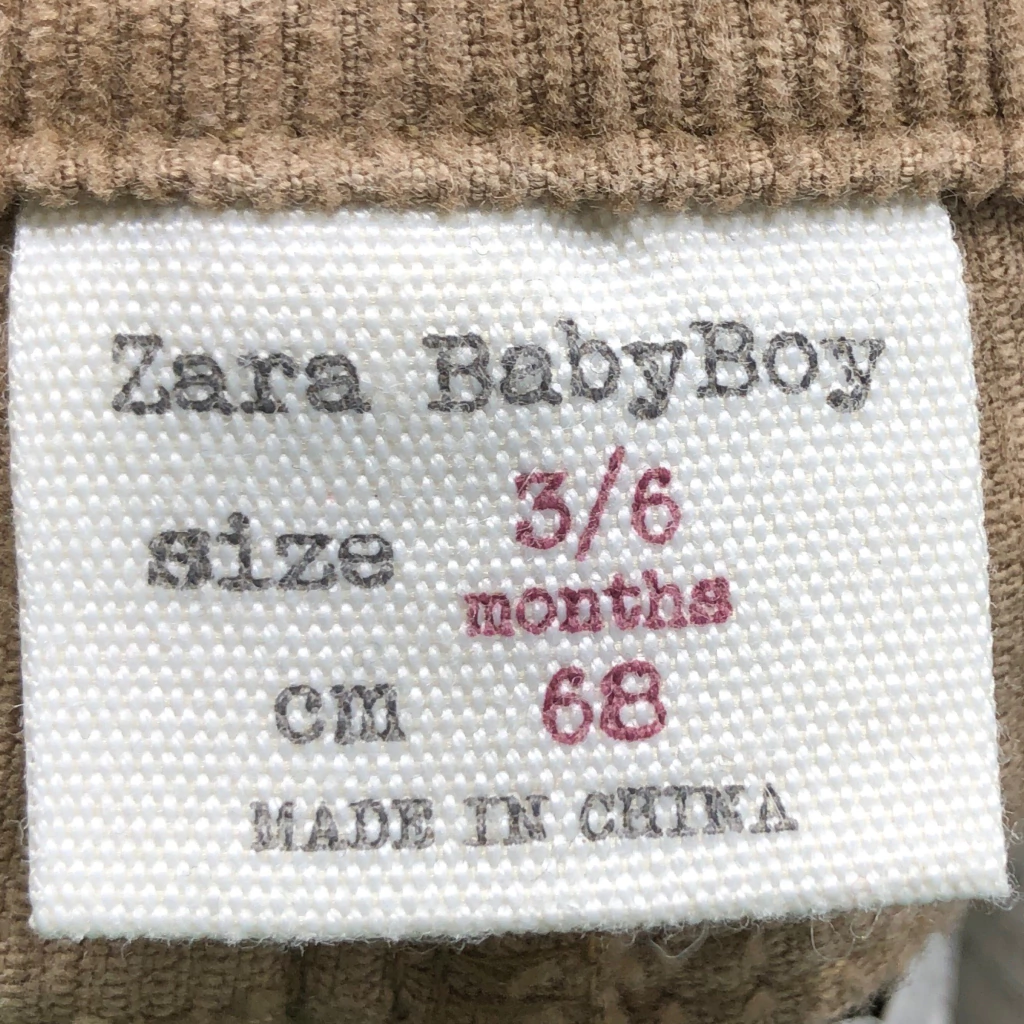 Zara BabyBoy
size 3/6
months
cm 68
MADE IN CHINA